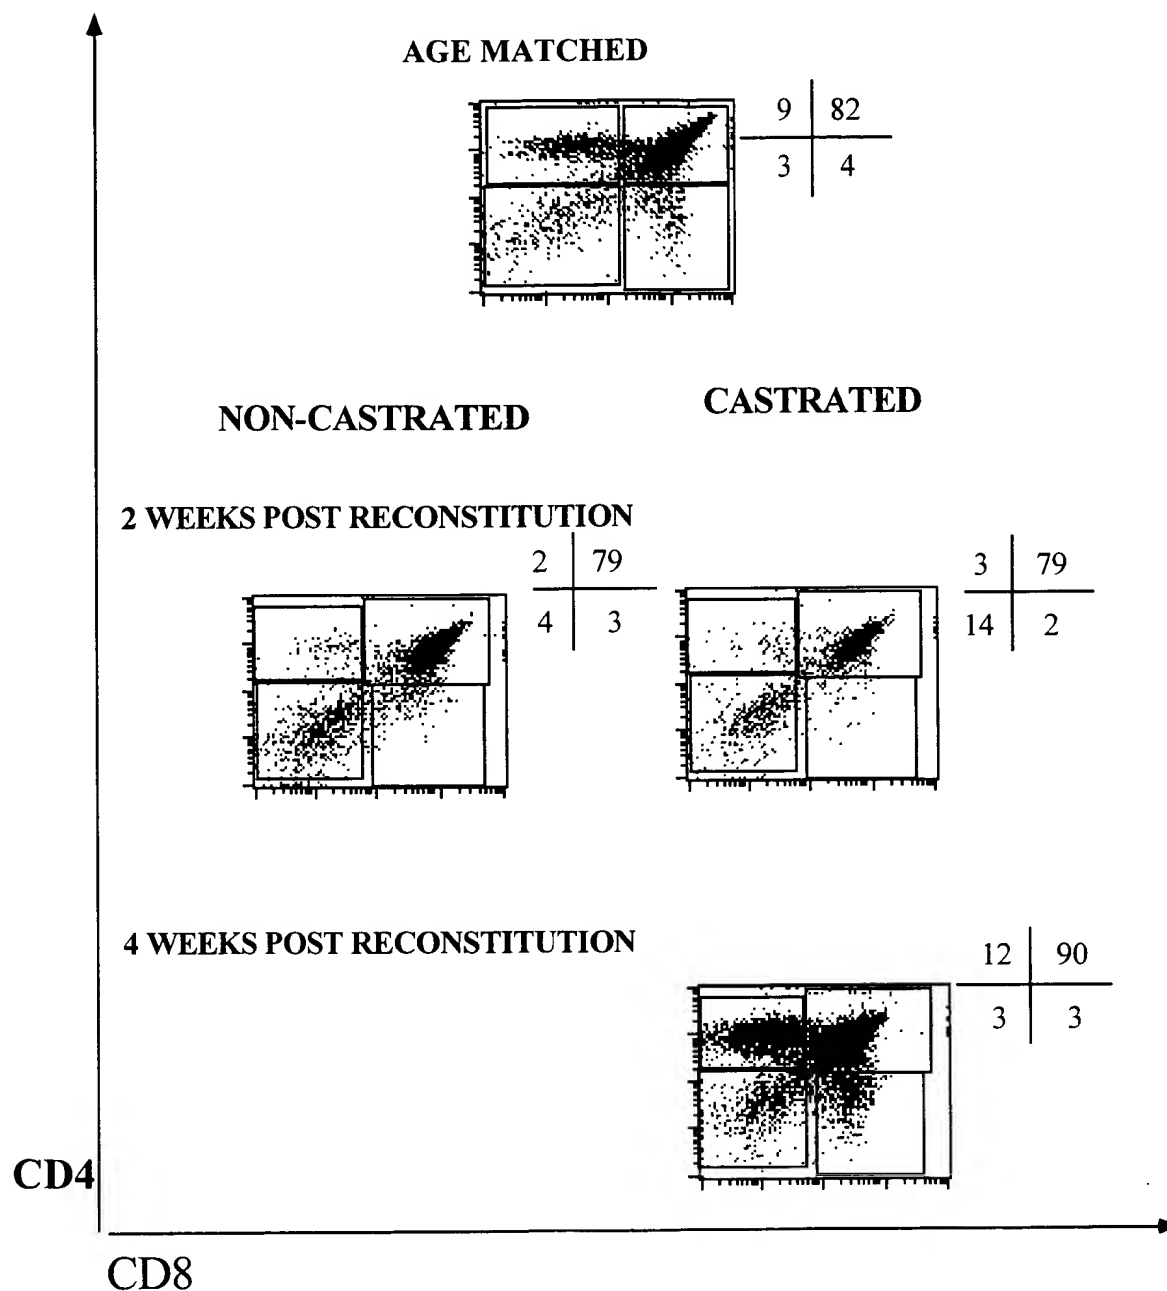 AGE MATCHED
9 82
3 4
NON-CASTRATED
CASTRATED
2 WEEKS POST RECONSTITUTION
2 79
4 3
3 79
14 2
4 WEEKS POST RECONSTITUTION
12 90
3 3
CD4
CD8